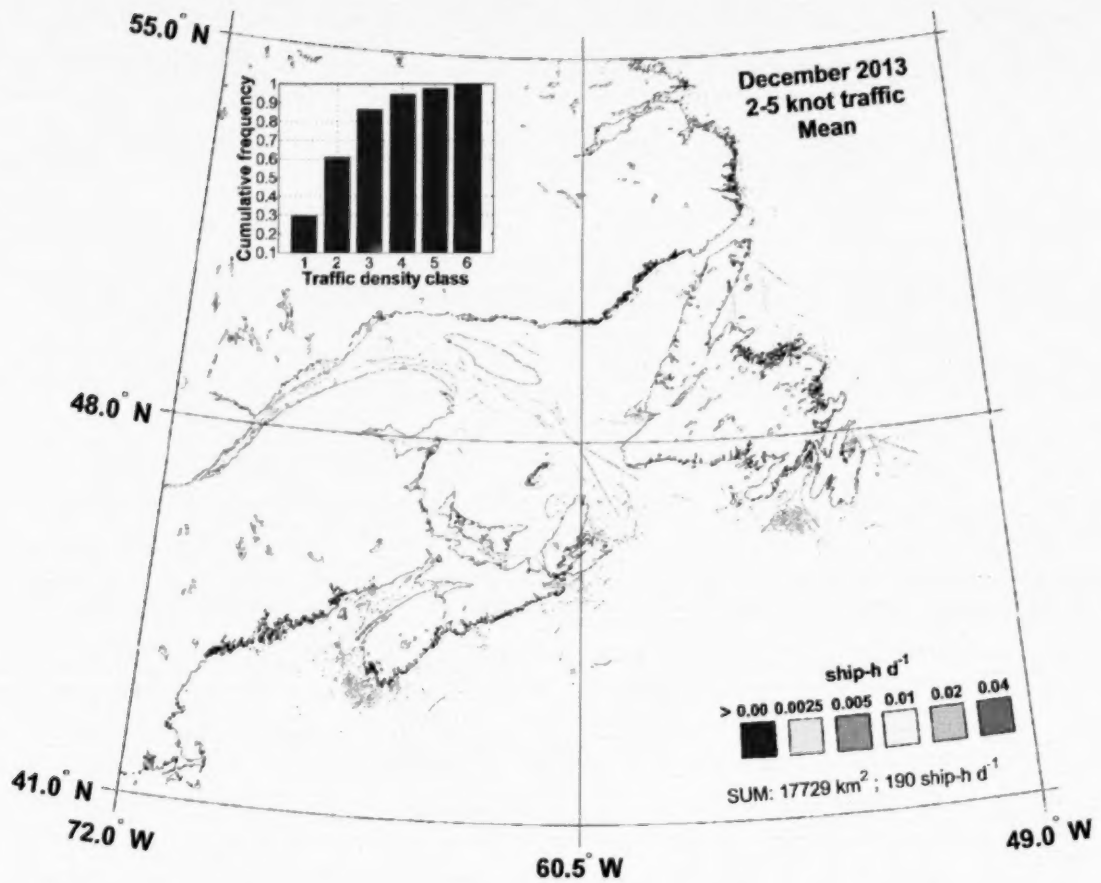 55.0° N
December 2013
2-5 knot traffic
Mean
Cumulative frequency
1
0.9
0.8
0.7
0.6
0.5
0.4
0.3
0.2
0.1
1 2 3 4 5 6
Traffic density class
48.0° N
ship-h d⁻¹
> 0.00 0.0025 0.005 0.01 0.02 0.04
SUM: 17729 km² ; 190 ship-h d⁻¹
41.0° N
72.0° W
60.5° W
49.0° W